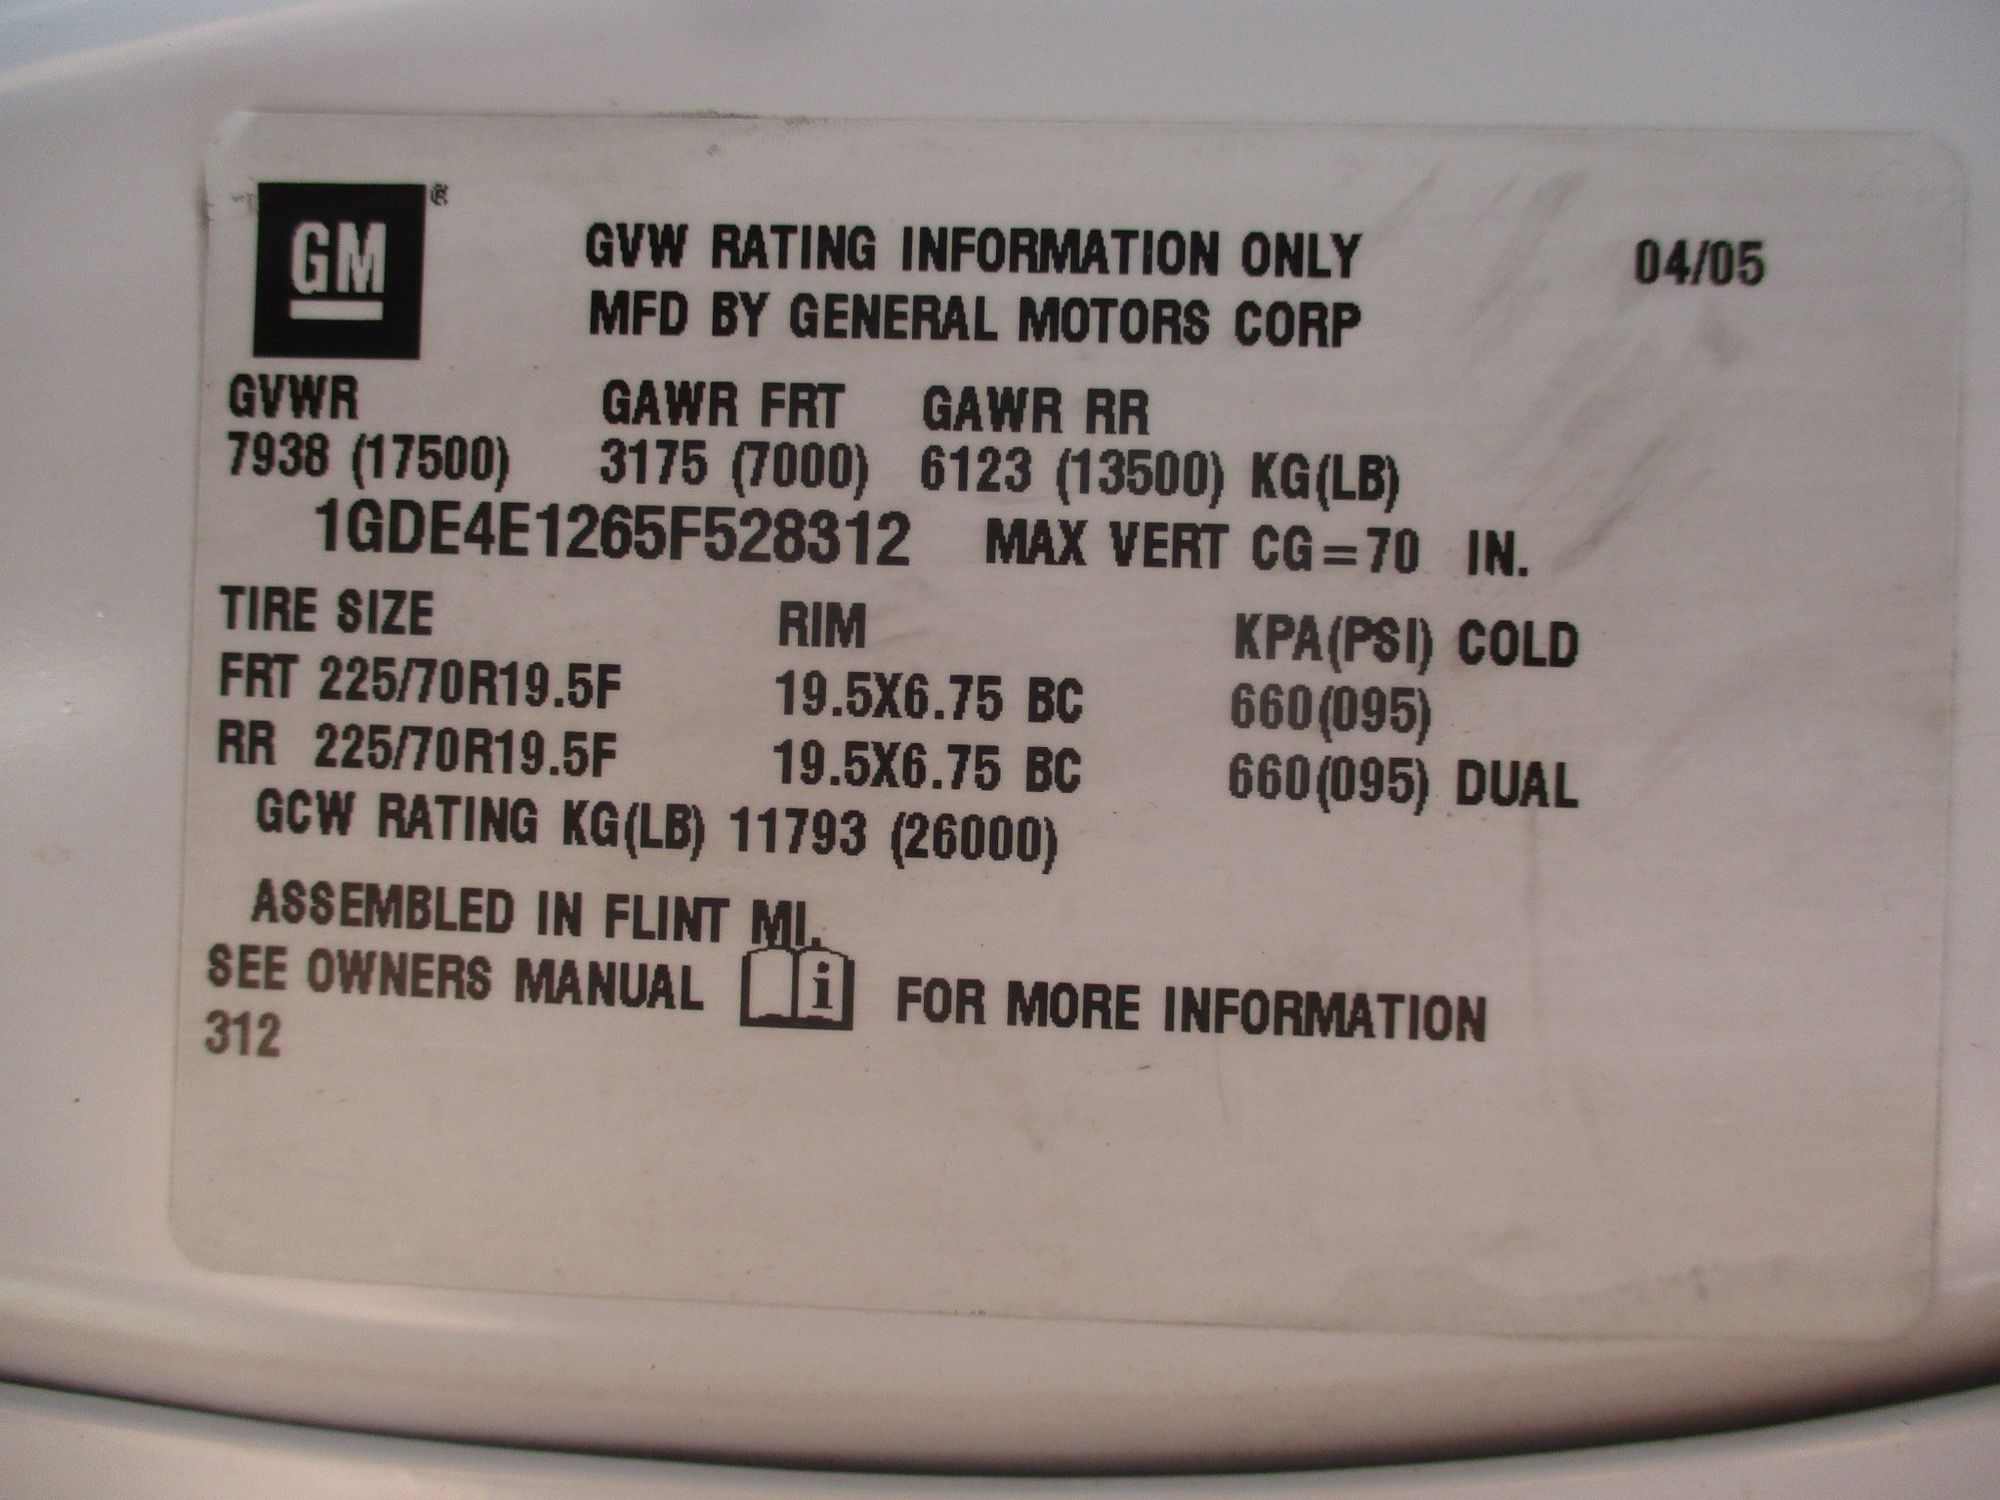 GM ®
GVW RATING INFORMATION ONLY 04/05
MFD BY GENERAL MOTORS CORP
GVWR GAWR FRT GAWR RR
7938 (17500) 3175 (7000) 6123 (13500) KG(LB)
1GDE4E1265F528312 MAX VERT CG=70 IN.
TIRE SIZE RIM KPA(PSI) COLD
FRT 225/70R19.5F 19.5X6.75 BC 660(095)
RR 225/70R19.5F 19.5X6.75 BC 660(095) DUAL
GCW RATING KG(LB) 11793 (26000)
ASSEMBLED IN FLINT MI.
SEE OWNERS MANUAL i FOR MORE INFORMATION
312